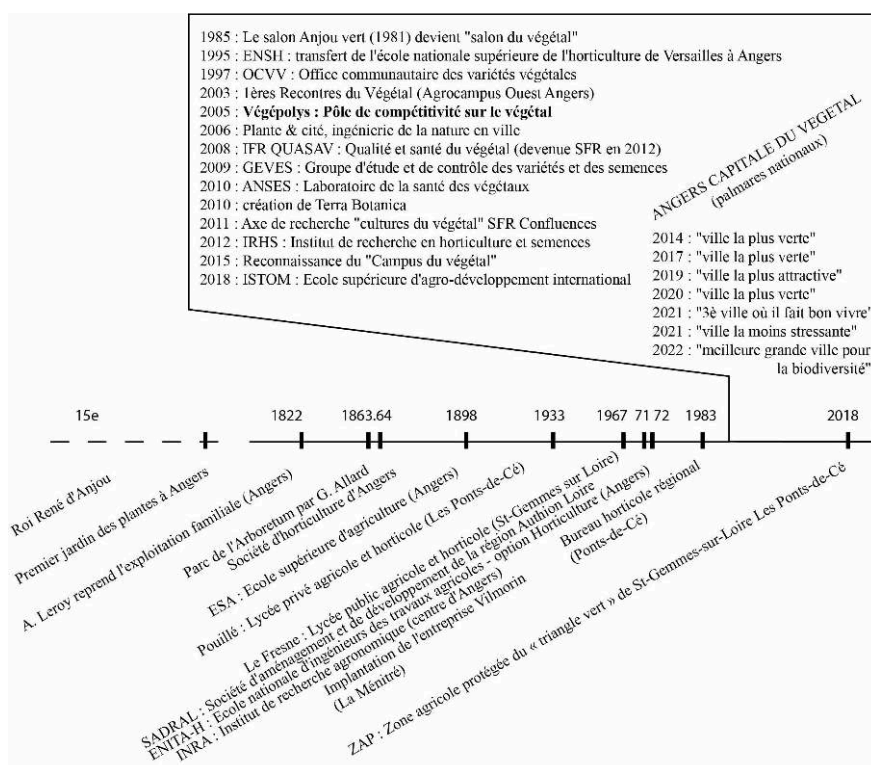 1985 : Le salon Anjou vert (1981) devient "salon du végétal"
1995 : ENSH : transfert de l'école nationale supérieure de l'horticulture de Versailles à Angers
1997 : OCVV : Office communautaire des variétés végétales
2003 : 1ères Recontres du Végétal (Agrocampus Ouest Angers)
2005 : Végépolys : Pôle de compétitivité sur le végétal
2006 : Plante & cité, ingénierie de la nature en ville
2008 : IFR QUASAV : Qualité et santé du végétal (devenue SFR en 2012)
2009 : GEVES : Groupe d'étude et de contrôle des variétés et des semences
2010 : ANSES : Laboratoire de la santé des végétaux
2010 : création de Terra Botanica
2011 : Axe de recherche "cultures du végétal" SFR Confluences
2012 : IRHS : Institut de recherche en horticulture et semences
2015 : Reconnaissance du "Campus du végétal"
2018 : ISTOM : Ecole supérieure d'agro-développement international
ANGERS CAPITALE DU VEGETAL
(palmares nationaux)
2014 : "ville la plus verte"
2017 : "ville la plus verte"
2019 : "ville la plus attractive"
2020 : "ville la plus verte"
2021 : "3è ville où il fait bon vivre"
2021 : "ville la moins stressante"
2022 : "meilleure grande ville pour
la biodiversité"
15e 1822 1863.64 1898 1933 1967 71 72 1983 2018
Roi René d'Anjou
Premier jardin des plantes à Angers
A. Leroy reprend l'exploitation familiale (Angers)
Parc de l'Arboretum par G. Allard
Société d'horticulture d'Angers
ESA : Ecole supérieure d'agriculture (Angers)
Pouillé : Lycée privé agricole et horticole (Les Ponts-de-Cé)
Le Fresne : Lycée public agricole et horticole (St-Gemmes sur Loire)
SADRAL : Société d'aménagement et de développement de la région Authion Loire
ENITA-H : Ecole nationale d'ingénieurs des travaux agricoles - option Horticulture (Angers)
INRA : Institut de recherche agronomique (centre d'Angers)
Implantation de l'entreprise Vilmorin
(La Ménitré)
Bureau horticole régional
(Ponts-de-Cé)
ZAP : Zone agricole protégée du « triangle vert » de St-Gemmes-sur-Loire Les Ponts-de-Cé